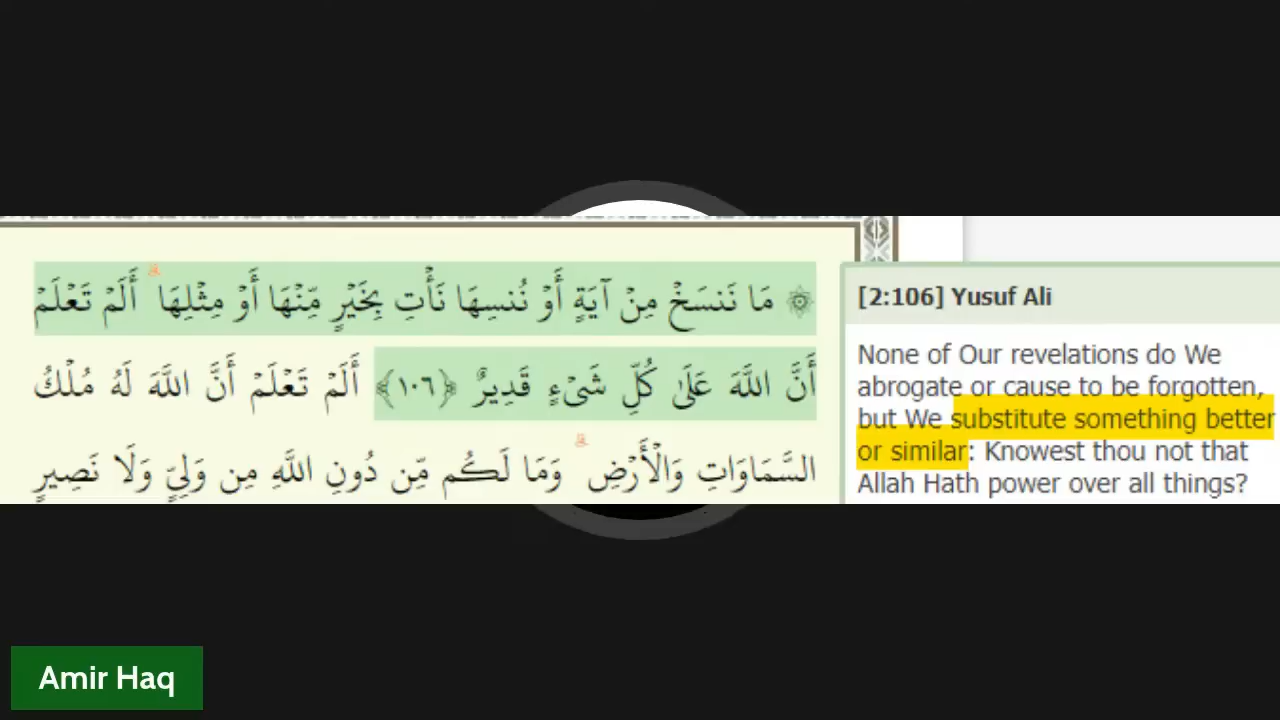 ۞ مَا نَنسَخْ مِنْ آيَةٍ أَوْ نُنسِهَا نَأْتِ بِخَيْرٍ مِّنْهَا أَوْ مِثْلِهَا ۗ أَلَمْ تَعْلَمْ
أَنَّ اللَّهَ عَلَىٰ كُلِّ شَيْءٍ قَدِيرٌ ﴿١٠٦﴾ أَلَمْ تَعْلَمْ أَنَّ اللَّهَ لَهُ مُلْكُ
السَّمَاوَاتِ وَالْأَرْضِ ۗ وَمَا لَكُم مِّن دُونِ اللَّهِ مِن وَلِيٍّ وَلَا نَصِيرٍ
[2:106] Yusuf Ali
None of Our revelations do We
abrogate or cause to be forgotten,
but We substitute something better
or similar: Knowest thou not that
Allah Hath power over all things?
Amir Haq